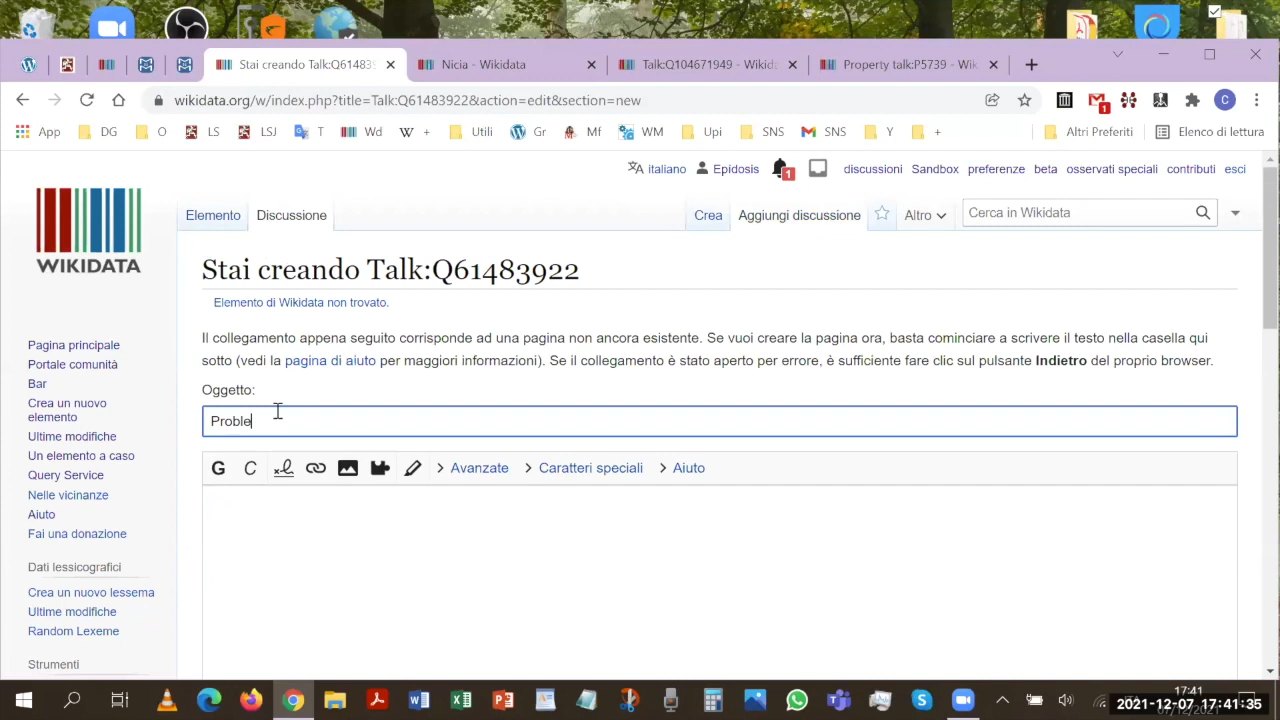 Stai creando Talk:Q61483
Nicia - Wikidata
Talk:Q104671949 - Wikid
Property talk:P5739 - Wik
wikidata.org/w/index.php?title=Talk:Q61483922&action=edit&section=new
App DG O LS LSJ T Wd + Utili Gr Mf WM Upi SNS SNS Y + Altri Preferiti Elenco di lettura
italiano Epidosis 1 discussioni Sandbox preferenze beta osservati speciali contributi esci
Elemento Discussione Crea Aggiungi discussione Altro Cerca in Wikidata
WIKIDATA
Stai creando Talk:Q61483922
Elemento di Wikidata non trovato.
Il collegamento appena seguito corrisponde ad una pagina non ancora esistente. Se vuoi creare la pagina ora, basta cominciare a scrivere il testo nella casella qui
sotto (vedi la pagina di aiuto per maggiori informazioni). Se il collegamento è stato aperto per errore, è sufficiente fare clic sul pulsante Indietro del proprio browser.
Oggetto:
Proble
G C Avanzate Caratteri speciali Aiuto
Pagina principale
Portale comunità
Bar
Crea un nuovo
elemento
Ultime modifiche
Un elemento a caso
Query Service
Nelle vicinanze
Aiuto
Fai una donazione
Dati lessicografici
Crea un nuovo lessema
Ultime modifiche
Random Lexeme
Strumenti
17:41
2021-12-07 17:41:35